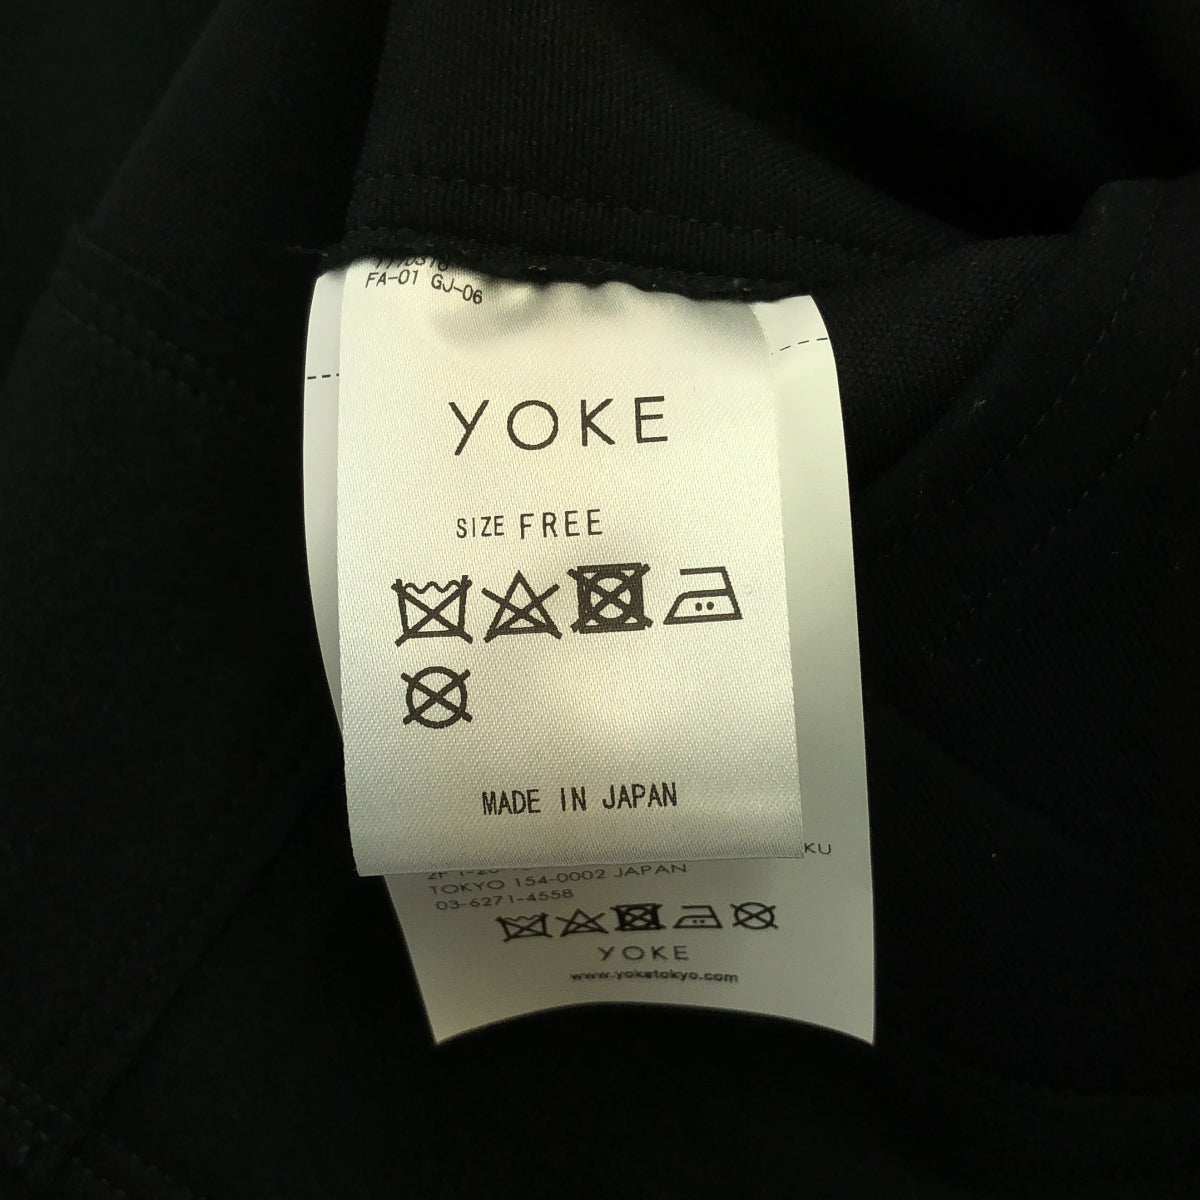 FA-01 GJ-06
YOKE
SIZE FREE
MADE IN JAPAN
KU
TOKYO 154-0002 JAPAN
03-6271-4558
YOKE
www.yoketokyo.com